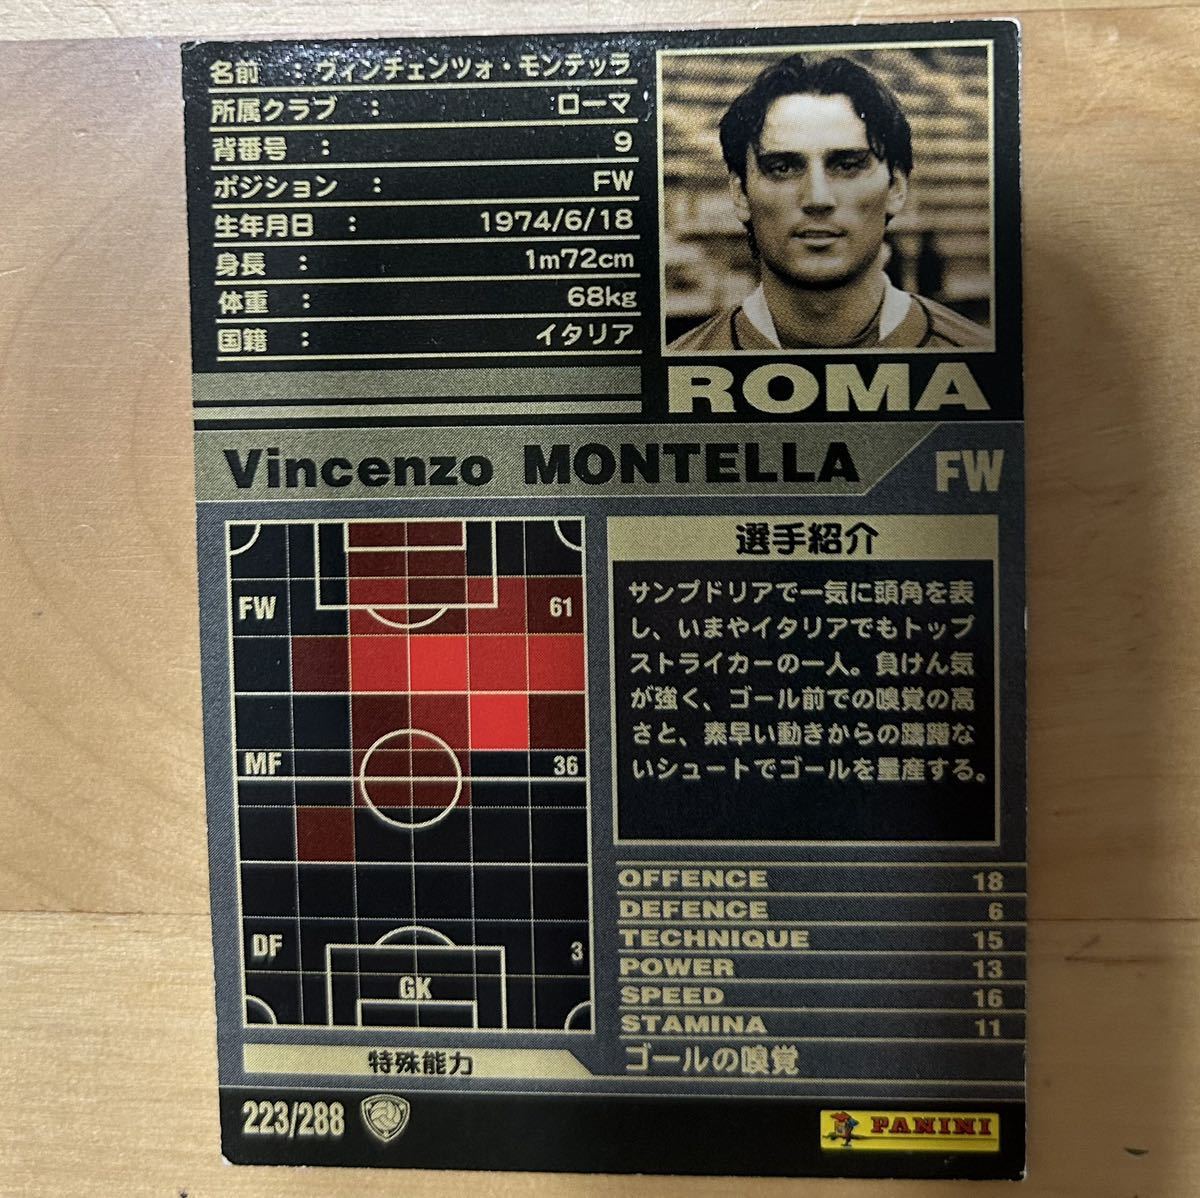 名前 : ヴィンチェンツォ・モンテッラ
所属クラブ : ローマ
背番号 : 9
ポジション : FW
生年月日 : 1974/6/18
身長 : 1m72cm
体重 : 68kg
国籍 : イタリア
ROMA
Vincenzo MONTELLA FW
選手紹介
サンプドリアで一気に頭角を表
し、いまやイタリアでもトップ
ストライカーの一人。負けん気
が強く、ゴール前での嗅覚の高
さと、素早い動きからの躊躇な
いシュートでゴールを量産する。
FW 61
MF 36
DF 3
GK
OFFENCE 18
DEFENCE 6
TECHNIQUE 15
POWER 13
SPEED 16
STAMINA 11
特殊能力 ゴールの嗅覚
223/288
PANINI